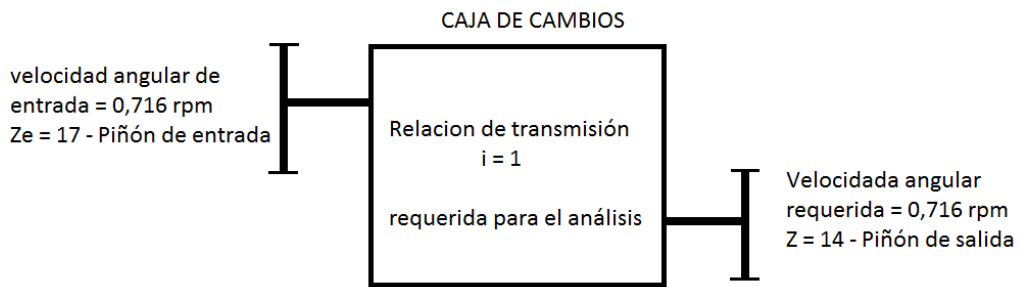 CAJA DE CAMBIOS
velocidad angular de
entrada = 0,716 rpm
Ze = 17 - Piñón de entrada
Relacion de transmisión
i = 1
requerida para el análisis
Velocidada angular
requerida = 0,716 rpm
Z = 14 - Piñón de salida